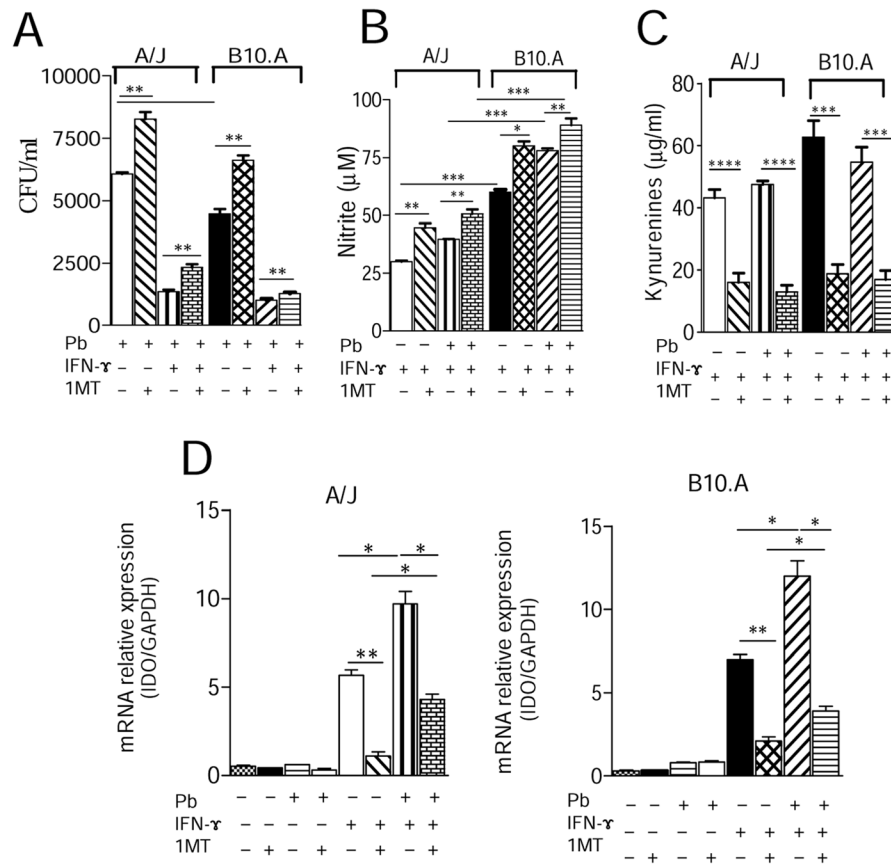 A
A/J B10.A
CFU/ml
10000
7500
5000
2500
0
** ** ** **
Pb + + + + + + + +
IFN-ɤ – – + + – – + +
1MT – + – + – + – +
B
A/J B10.A
Nitrite (µM)
100
75
50
25
0
*** *** ** * *** ** **
Pb – – + + – – + +
IFN-ɤ + + + + + + + +
1MT – + – + – + – +
C
A/J B10.A
Kynurenines (µg/ml)
80
60
40
20
0
**** **** *** ***
Pb – – + + – – + +
IFN-ɤ + + + + + + + +
1MT – + – + – + – +
D
A/J
mRNA relative xpression
(IDO/GAPDH)
15
10
5
0
* * * **
Pb – – + + – – + +
IFN-ɤ – – – – + + + +
1MT – + – + – + – +
B10.A
mRNA relative expression
(IDO/GAPDH)
15
10
5
0
* * * **
Pb – – + + – – + +
IFN-ɤ – – – – + + + +
1MT – + – + – + – +